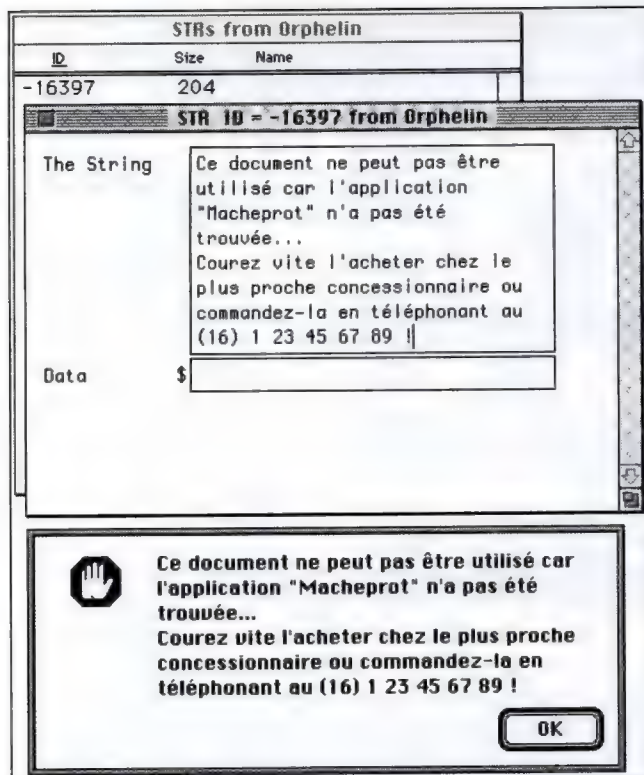 STRs from Orphelin
ID Size Name
-16397 204
STR ID = -16397 from Orphelin
The String
Ce document ne peut pas être
utilisé car l'application
"Macheprot" n'a pas été
trouvée...
Courez vite l'acheter chez le
plus proche concessionnaire ou
commandez-la en téléphonant au
(16) 1 23 45 67 89 !
Data $
Ce document ne peut pas être utilisé car
l'application "Macheprot" n'a pas été
trouvée...
Courez vite l'acheter chez le plus proche
concessionnaire ou commandez-la en
téléphonant au (16) 1 23 45 67 89 !
OK